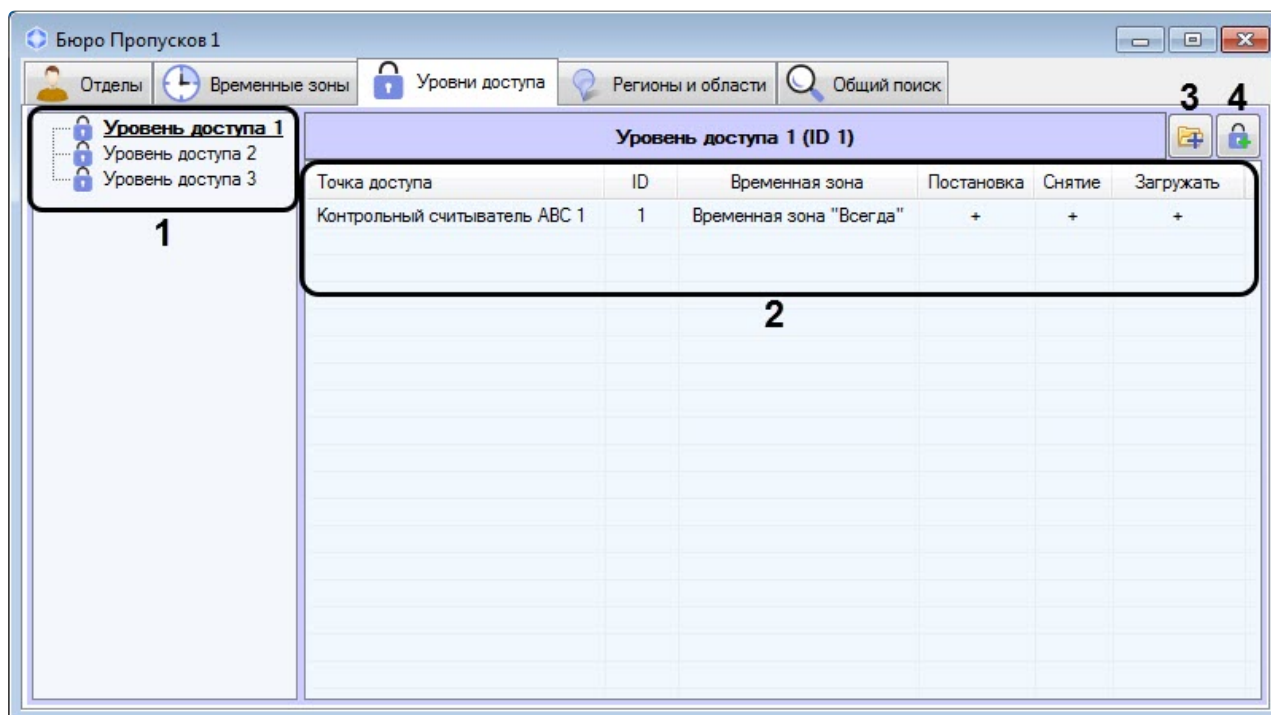 Бюро Пропусков 1
Отделы Временные зоны Уровни доступа Регионы и области Общий поиск
3 4
Уровень доступа 1
Уровень доступа 2
Уровень доступа 3
1
Уровень доступа 1 (ID 1)
Точка доступа ID Временная зона Постановка Снятие Загружать
Контрольный считыватель ABC 1 1 Временная зона "Всегда" + + +
2